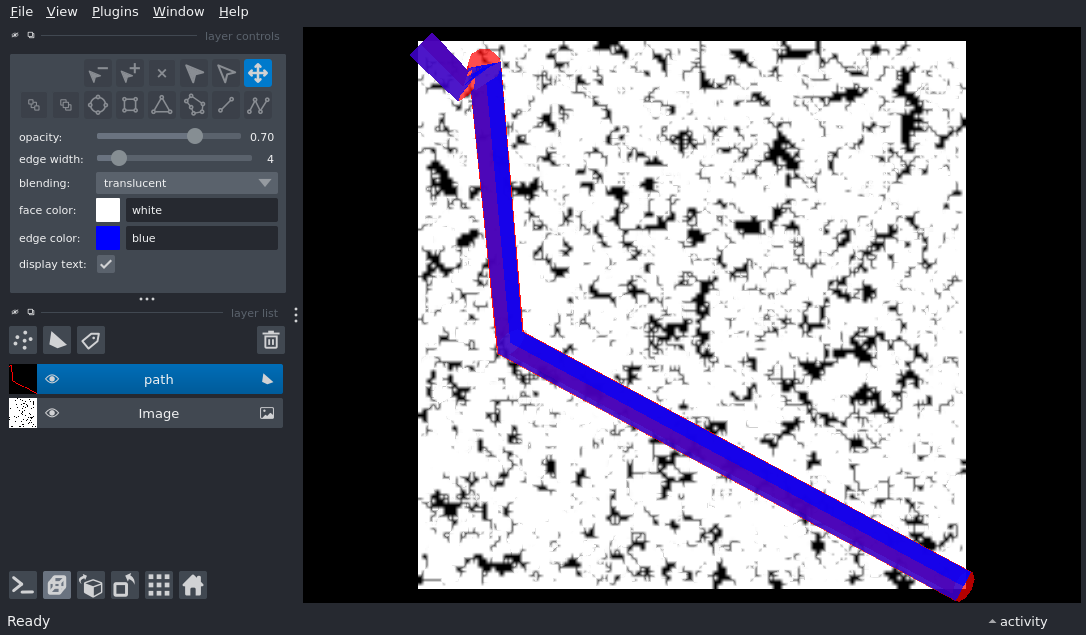 File View Plugins Window Help
layer controls
opacity: 0.70
edge width: 4
blending: translucent
face color: white
edge color: blue
display text:
layer list
path
Image
Ready
activity